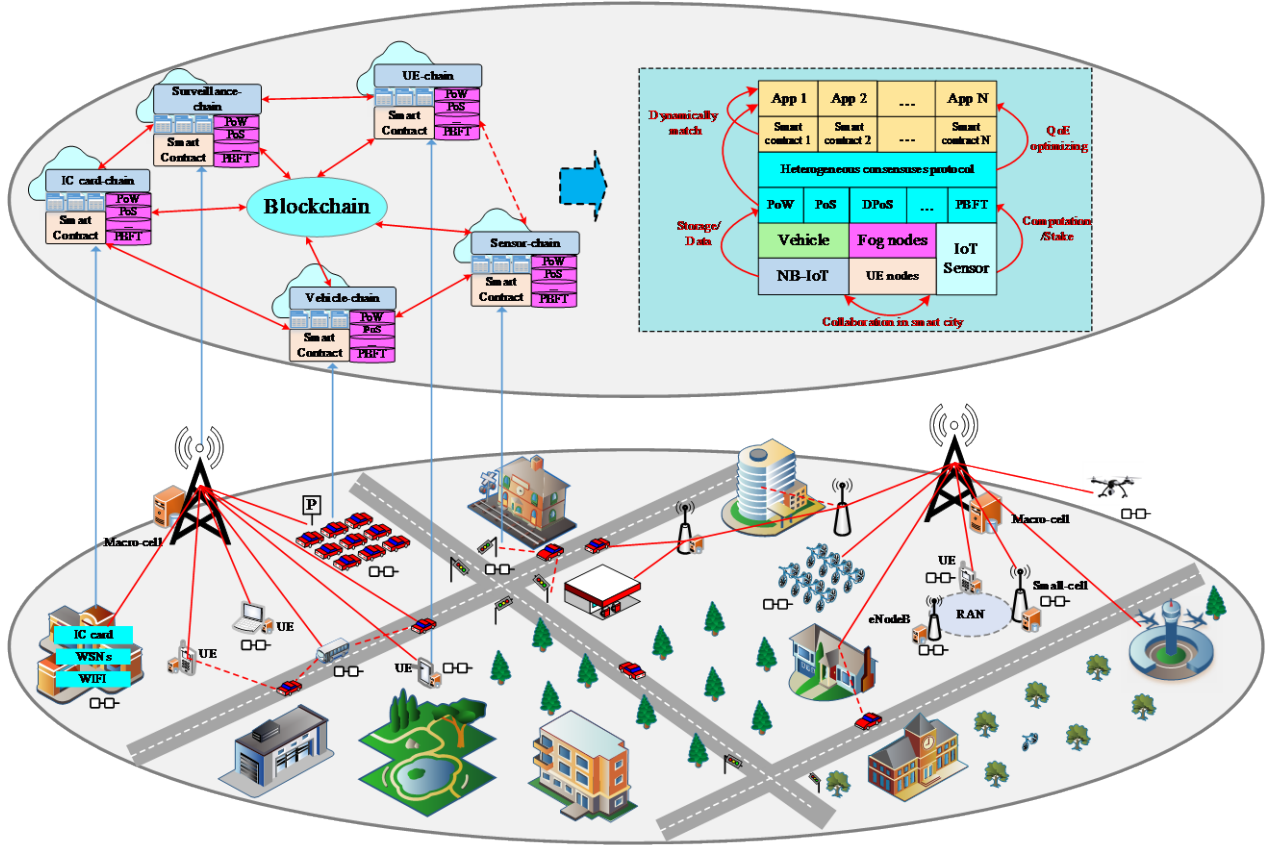 UE-chain
PoW
PoS
...
PBFT
Smart
Contract
Surveillance-
chain
PoW
PoS
...
PBFT
Smart
Contract
IC card-chain
PoW
PoS
...
PBFT
Smart
Contract
Blockchain
Sensor-chain
PoW
PoS
...
PBFT
Smart
Contract
Vehicle-chain
PoW
PoS
...
PBFT
Smart
Contract
Dynamically
match
App 1
App 2
---
App N
Smart
contract 1
Smart
contract 2
---
Smart
contract N
QoE
optimizing
Heterogeneous consensuses protocol
PoW
PoS
DPoS
...
PBFT
Storage/
Data
Computation
/Stake
Vehicle
Fog nodes
IoT
Sensor
NB-IoT
UE nodes
Collaboration in smart city
Macro-cell
P
Macro-cell
UE
Small-cell
eNodeB
RAN
IC card
WSNs
WIFI
UE
UE
UE